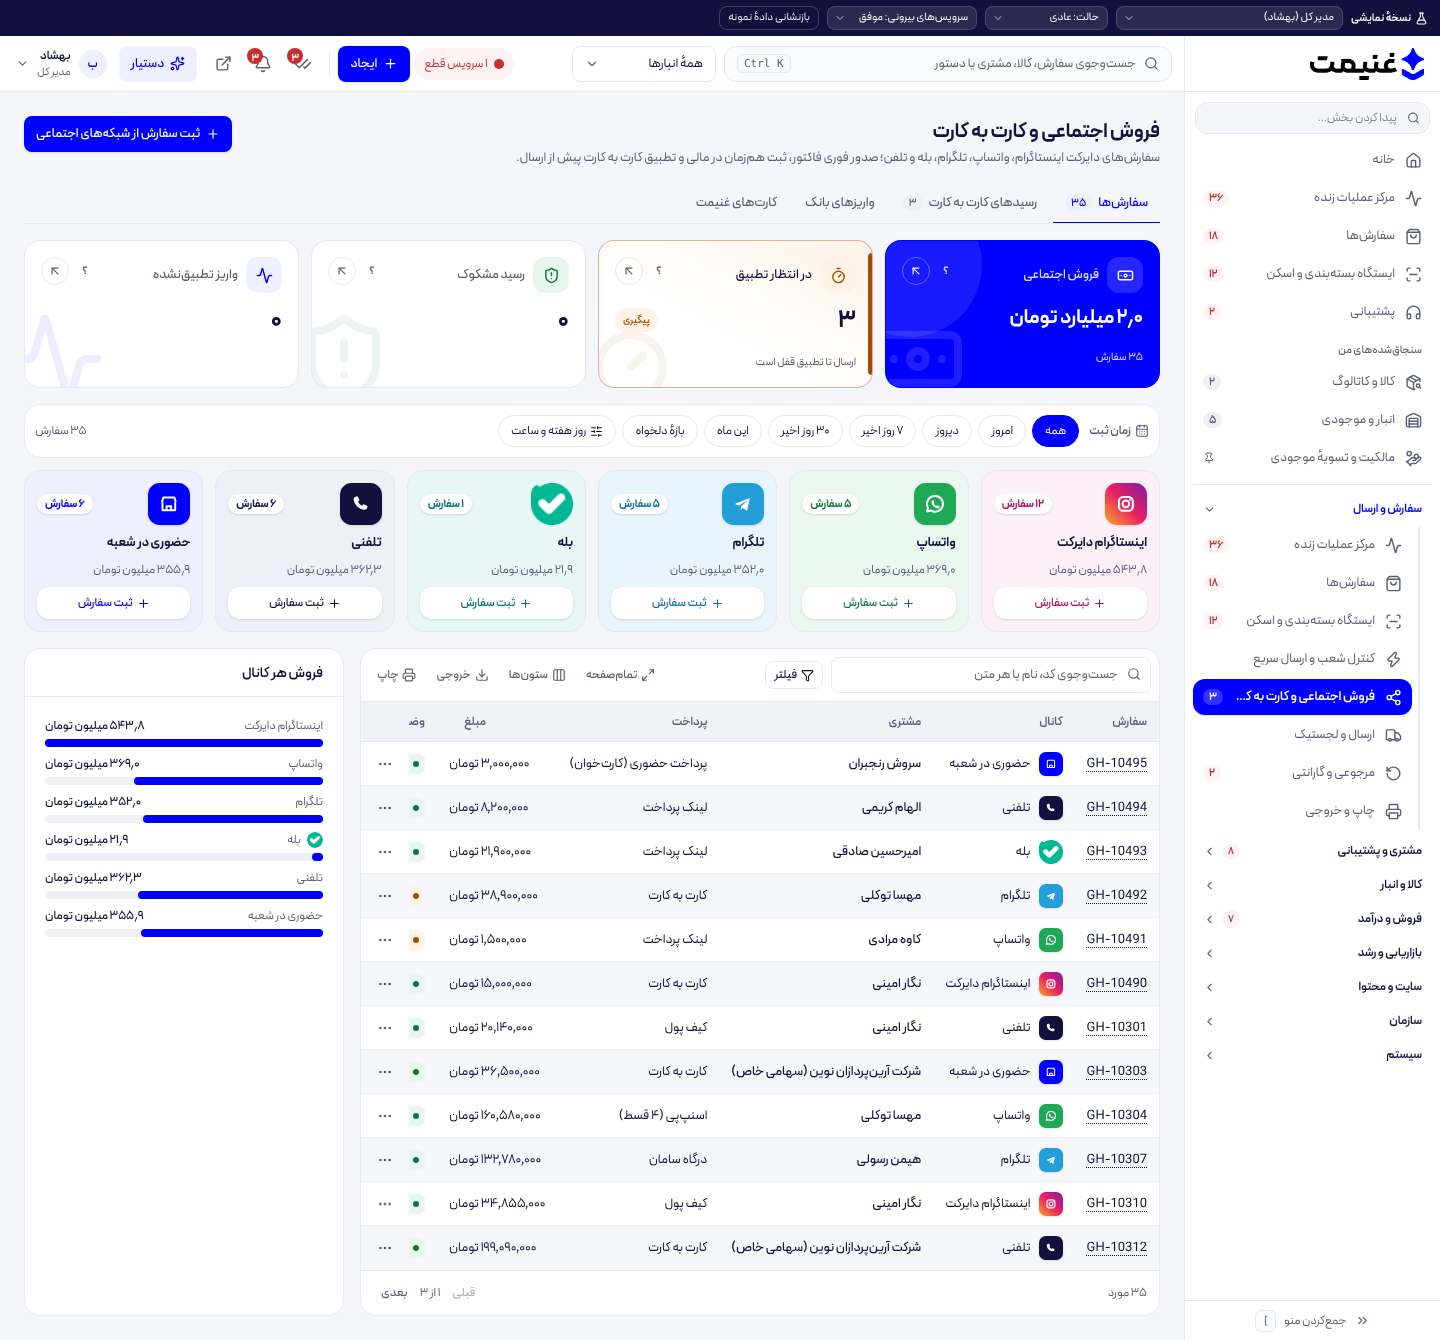 نسخهٔ نمایشی
مدیر کل (بهشاد)
حالت: عادی
سرویس‌های بیرونی: موفق
بازنشانی دادهٔ نمونه
غنیمت
جست‌وجوی سفارش، کالا، مشتری یا دستور
Ctrl K
همهٔ انبارها
۱ سرویس قطع
ایجاد
۳
۳
دستیار
ب
بهشاد
مدیر کل
پیدا کردن بخش...
خانه
مرکز عملیات زنده ۳۶
سفارش‌ها ۱۸
ایستگاه بسته‌بندی و اسکن ۱۲
پشتیبانی ۲
سنجاق‌شده‌های من
کالا و کاتالوگ ۲
انبار و موجودی ۵
مالکیت و تسویهٔ موجودی
سفارش و ارسال
مرکز عملیات زنده ۳۶
سفارش‌ها ۱۸
ایستگاه بسته‌بندی و اسکن ۱۲
کنترل شعب و ارسال سریع
فروش اجتماعی و کارت به ک... ۳
ارسال و لجستیک
مرجوعی و گارانتی ۲
چاپ و خروجی
مشتری و پشتیبانی ۸
کالا و انبار
فروش و درآمد ۷
بازاریابی و رشد
سایت و محتوا
سازمان
سیستم
جمع‌کردن منو [
فروش اجتماعی و کارت به کارت
سفارش‌های دایرکت اینستاگرام، واتساپ، تلگرام، بله و تلفن؛ صدور فوری فاکتور، ثبت هم‌زمان در مالی و تطبیق کارت به کارت پیش از ارسال.
ثبت سفارش از شبکه‌های اجتماعی
سفارش‌ها ۳۵
رسیدهای کارت به کارت ۳
واریزهای بانک
کارت‌های غنیمت
فروش اجتماعی ؟
۲٫۰ میلیارد تومان
۳۵ سفارش
در انتظار تطبیق ؟
۳
پیگیری
ارسال تا تطبیق قفل است
رسید مشکوک ؟
۰
واریز تطبیق‌نشده ؟
۰
زمان ثبت
همه
امروز
دیروز
۷ روز اخیر
۳۰ روز اخیر
این ماه
بازهٔ دلخواه
روز هفته و ساعت
۳۵ سفارش
۱۲ سفارش
اینستاگرام دایرکت
۵۴۳٫۸ میلیون تومان
ثبت سفارش
۵ سفارش
واتساپ
۳۶۹٫۰ میلیون تومان
ثبت سفارش
۵ سفارش
تلگرام
۳۵۲٫۰ میلیون تومان
ثبت سفارش
۱ سفارش
بله
۲۱٫۹ میلیون تومان
ثبت سفارش
۶ سفارش
تلفنی
۳۶۲٫۳ میلیون تومان
ثبت سفارش
۶ سفارش
حضوری در شعبه
۳۵۵٫۹ میلیون تومان
ثبت سفارش
جست‌وجوی کد، نام یا هر متن
فیلتر
تمام‌صفحه
ستون‌ها
خروجی
چاپ
سفارش کانال مشتری پرداخت مبلغ وض
GH-10495 حضوری در شعبه سروش رنجبران پرداخت حضوری (کارت‌خوان) ۳,۰۰۰,۰۰۰ تومان
GH-10494 تلفنی الهام کریمی لینک پرداخت ۸,۲۰۰,۰۰۰ تومان
GH-10493 بله امیرحسین صادقی لینک پرداخت ۲۱,۹۰۰,۰۰۰ تومان
GH-10492 تلگرام مهسا توکلی کارت به کارت ۳۸,۹۰۰,۰۰۰ تومان
GH-10491 واتساپ کاوه مرادی لینک پرداخت ۱,۵۰۰,۰۰۰ تومان
GH-10490 اینستاگرام دایرکت نگار امینی کارت به کارت ۱۵,۰۰۰,۰۰۰ تومان
GH-10301 تلفنی نگار امینی کیف پول ۲۰,۱۴۰,۰۰۰ تومان
GH-10303 حضوری در شعبه شرکت آرین‌پردازان نوین (سهامی خاص) کارت به کارت ۳۶,۵۰۰,۰۰۰ تومان
GH-10304 واتساپ مهسا توکلی اسنپ‌پی (۴ قسط) ۱۶۰,۵۸۰,۰۰۰ تومان
GH-10307 تلگرام هیمن رسولی درگاه سامان ۱۳۲,۷۸۰,۰۰۰ تومان
GH-10310 اینستاگرام دایرکت نگار امینی کیف پول ۳۴,۸۵۵,۰۰۰ تومان
GH-10312 تلفنی شرکت آرین‌پردازان نوین (سهامی خاص) کارت به کارت ۱۹۹,۰۹۰,۰۰۰ تومان
۳۵ مورد
قبلی ۱ از ۳ بعدی
فروش هر کانال
اینستاگرام دایرکت ۵۴۳٫۸ میلیون تومان
واتساپ ۳۶۹٫۰ میلیون تومان
تلگرام ۳۵۲٫۰ میلیون تومان
بله ۲۱٫۹ میلیون تومان
تلفنی ۳۶۲٫۳ میلیون تومان
حضوری در شعبه ۳۵۵٫۹ میلیون تومان